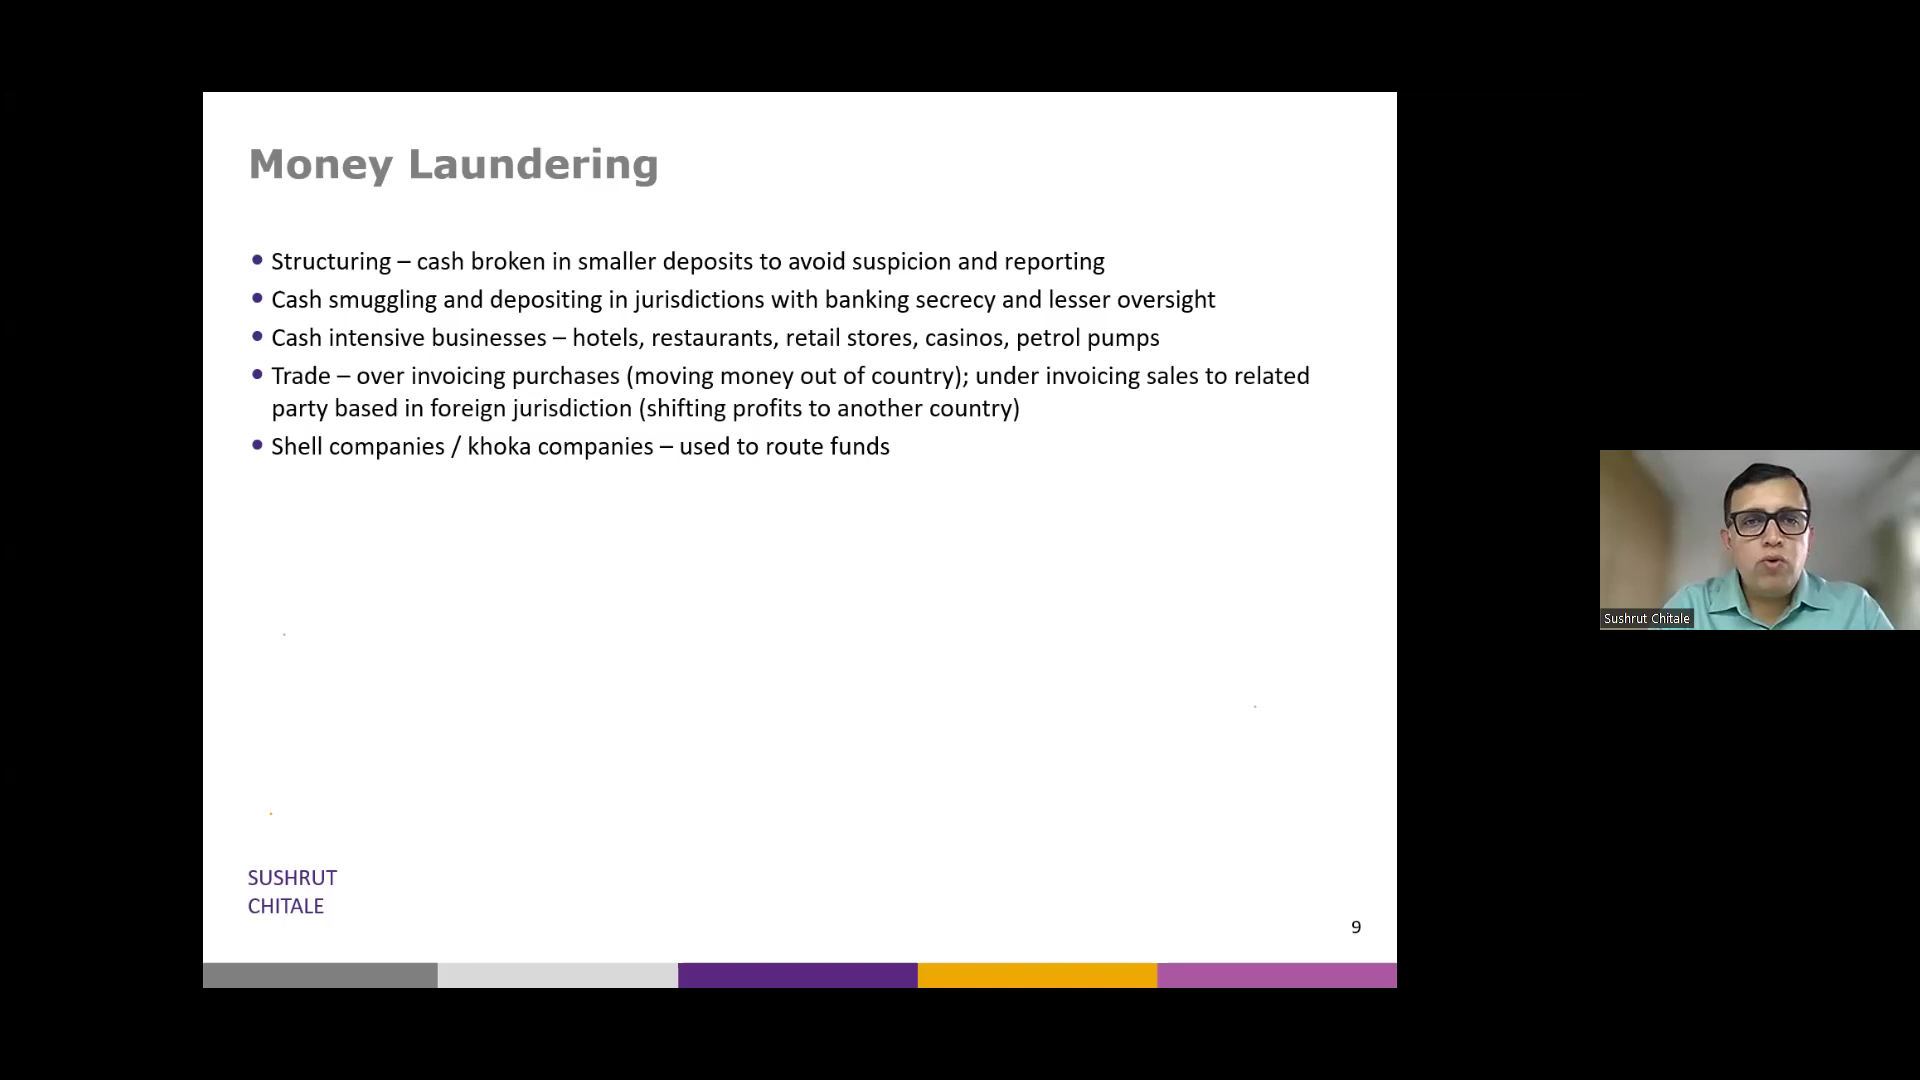 Money Laundering
• Structuring – cash broken in smaller deposits to avoid suspicion and reporting
• Cash smuggling and depositing in jurisdictions with banking secrecy and lesser oversight
• Cash intensive businesses – hotels, restaurants, retail stores, casinos, petrol pumps
• Trade – over invoicing purchases (moving money out of country); under invoicing sales to related
party based in foreign jurisdiction (shifting profits to another country)
• Shell companies / khoka companies – used to route funds
SUSHRUT
CHITALE
9
Sushrut Chitale